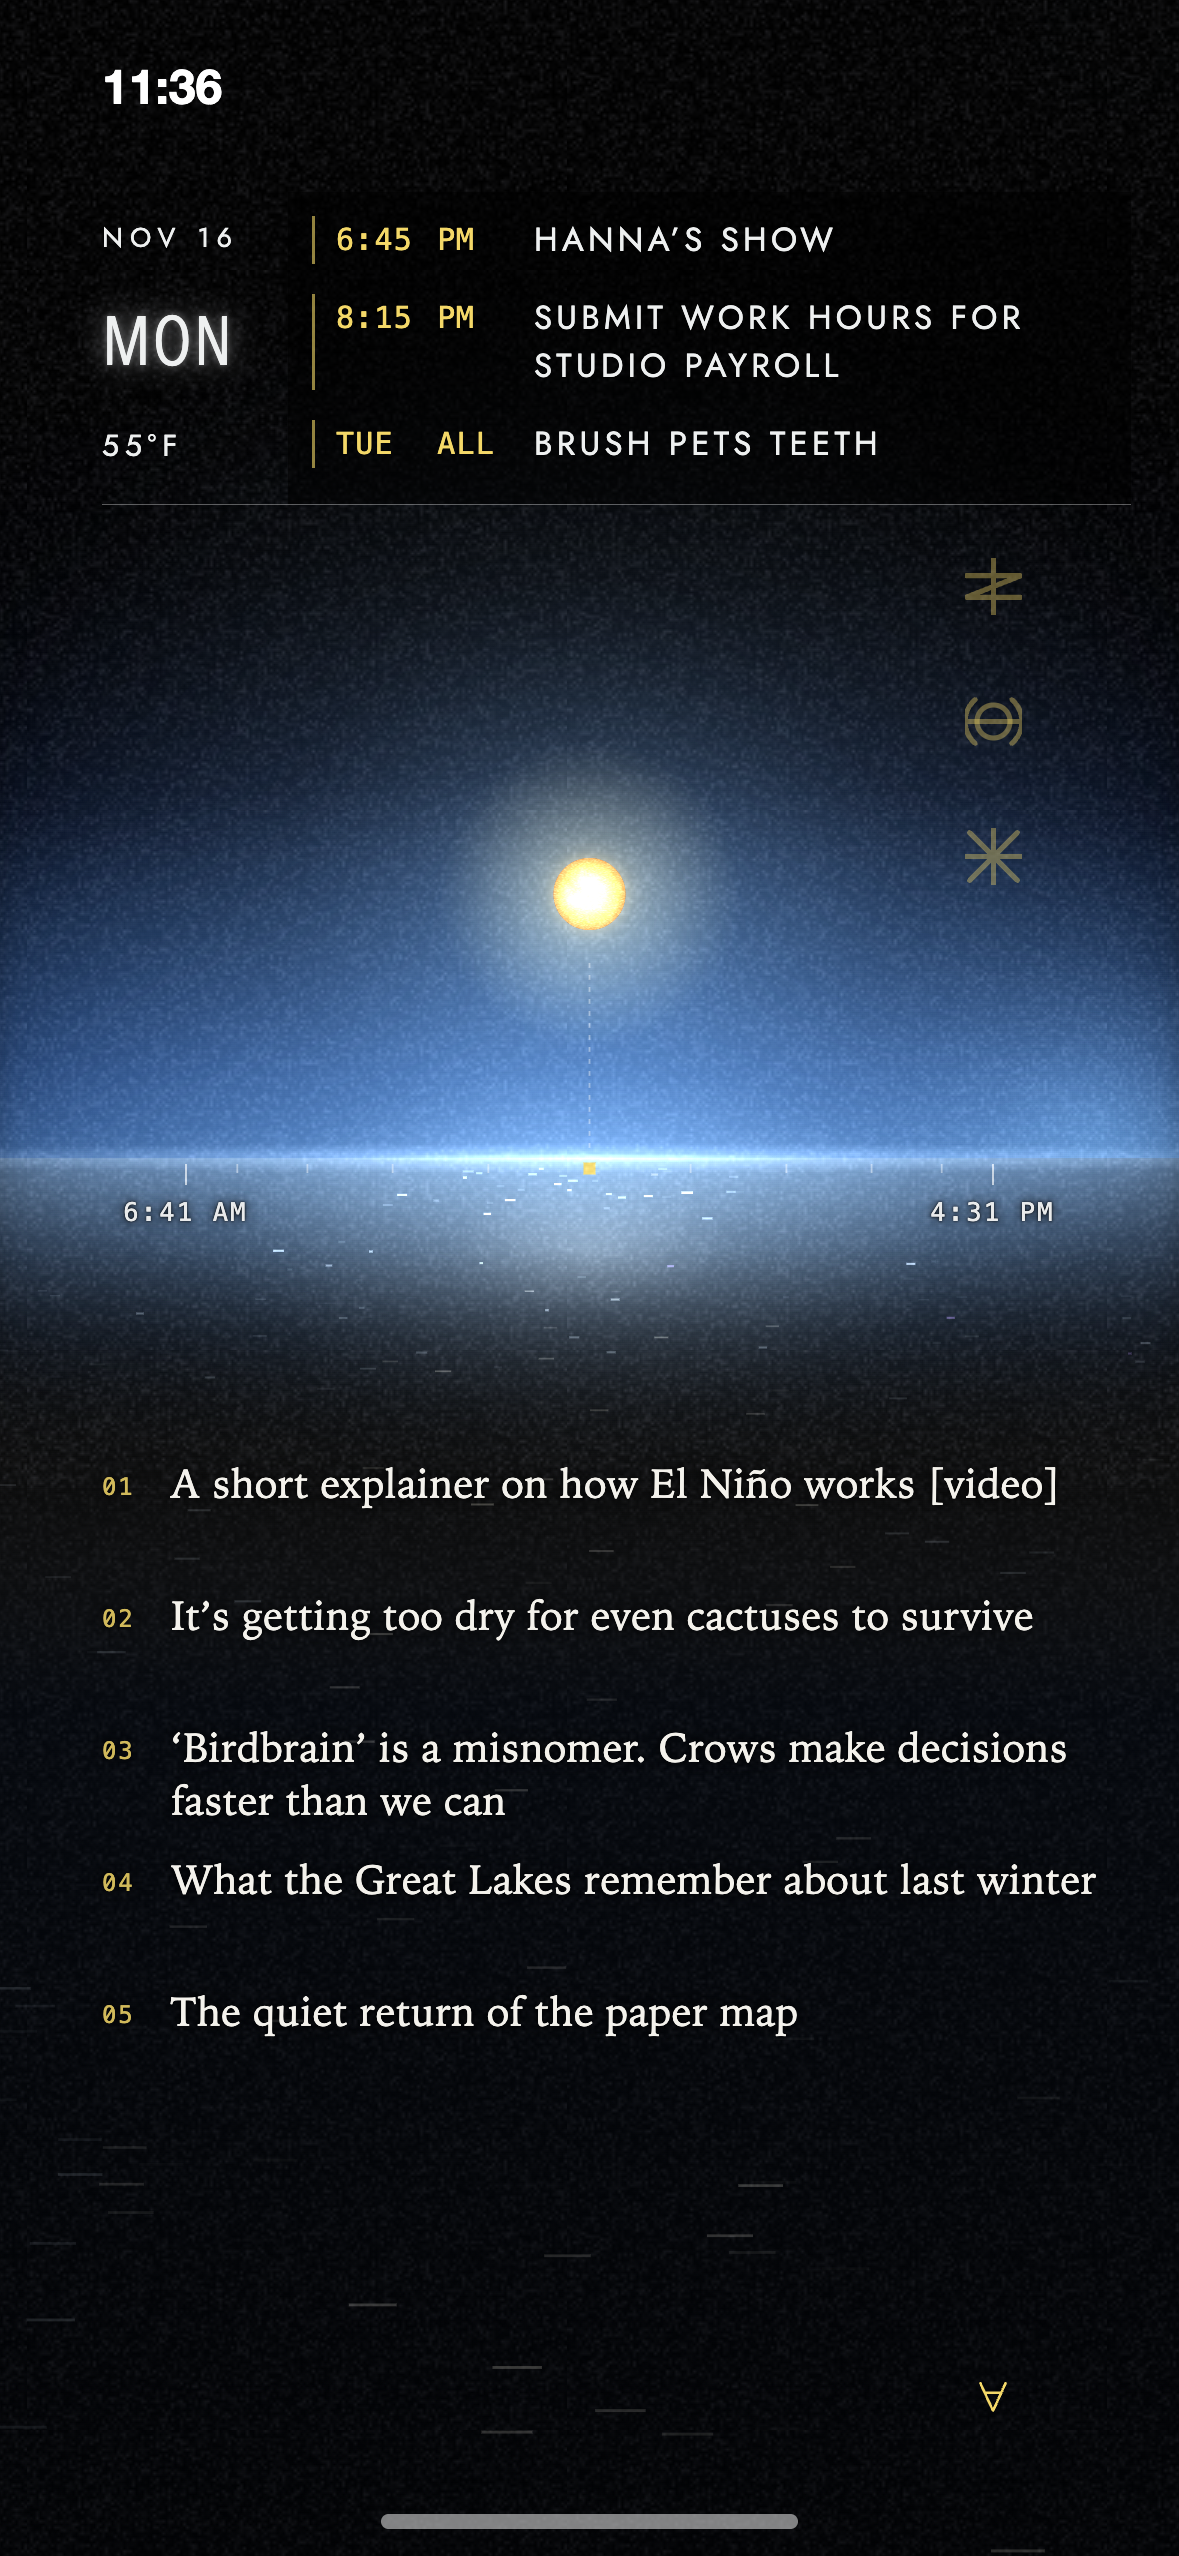 11:36
NOV 16
MON
55°F
6:45 PM HANNA’S SHOW
8:15 PM SUBMIT WORK HOURS FOR
STUDIO PAYROLL
TUE ALL BRUSH PETS TEETH
6:41 AM
4:31 PM
01 A short explainer on how El Niño works [video]
02 It’s getting too dry for even cactuses to survive
03 ‘Birdbrain’ is a misnomer. Crows make decisions
faster than we can
04 What the Great Lakes remember about last winter
05 The quiet return of the paper map